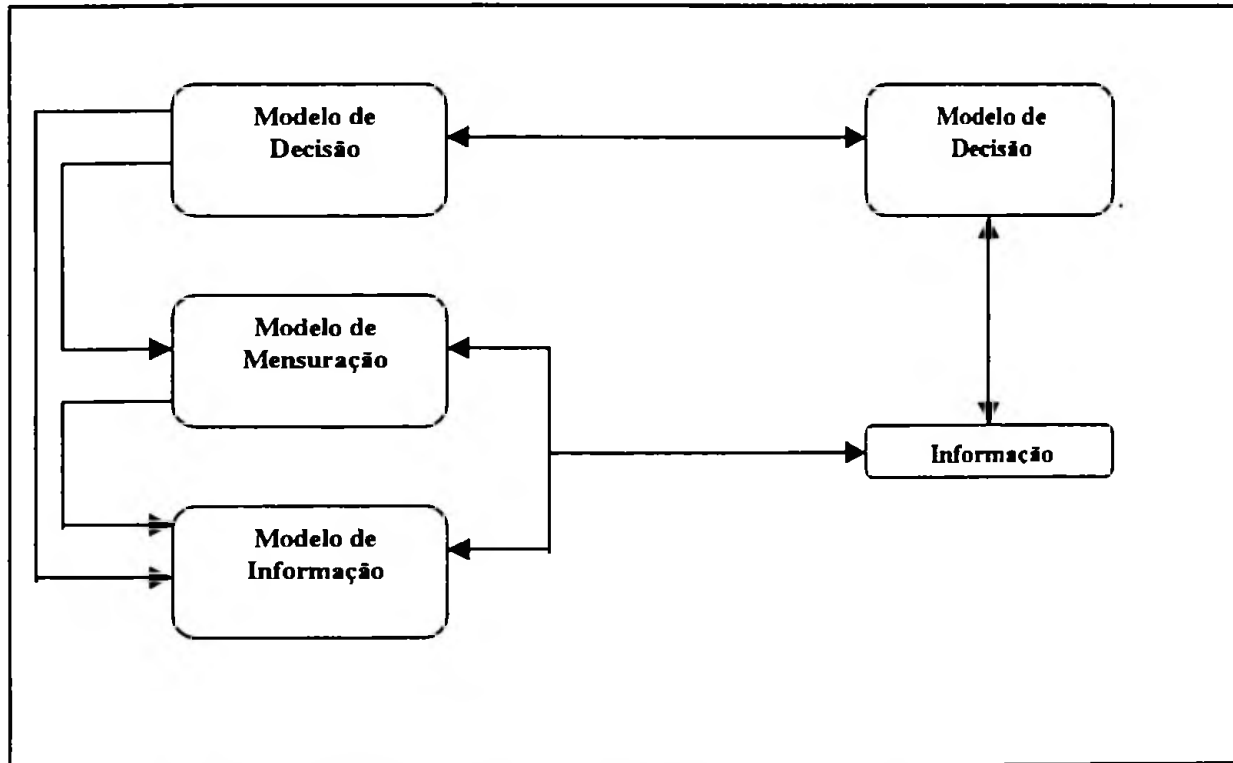 Modelo de
Decisão
Modelo de
Decisão
Modelo de
Mensuração
Informação
Modelo de
Informação